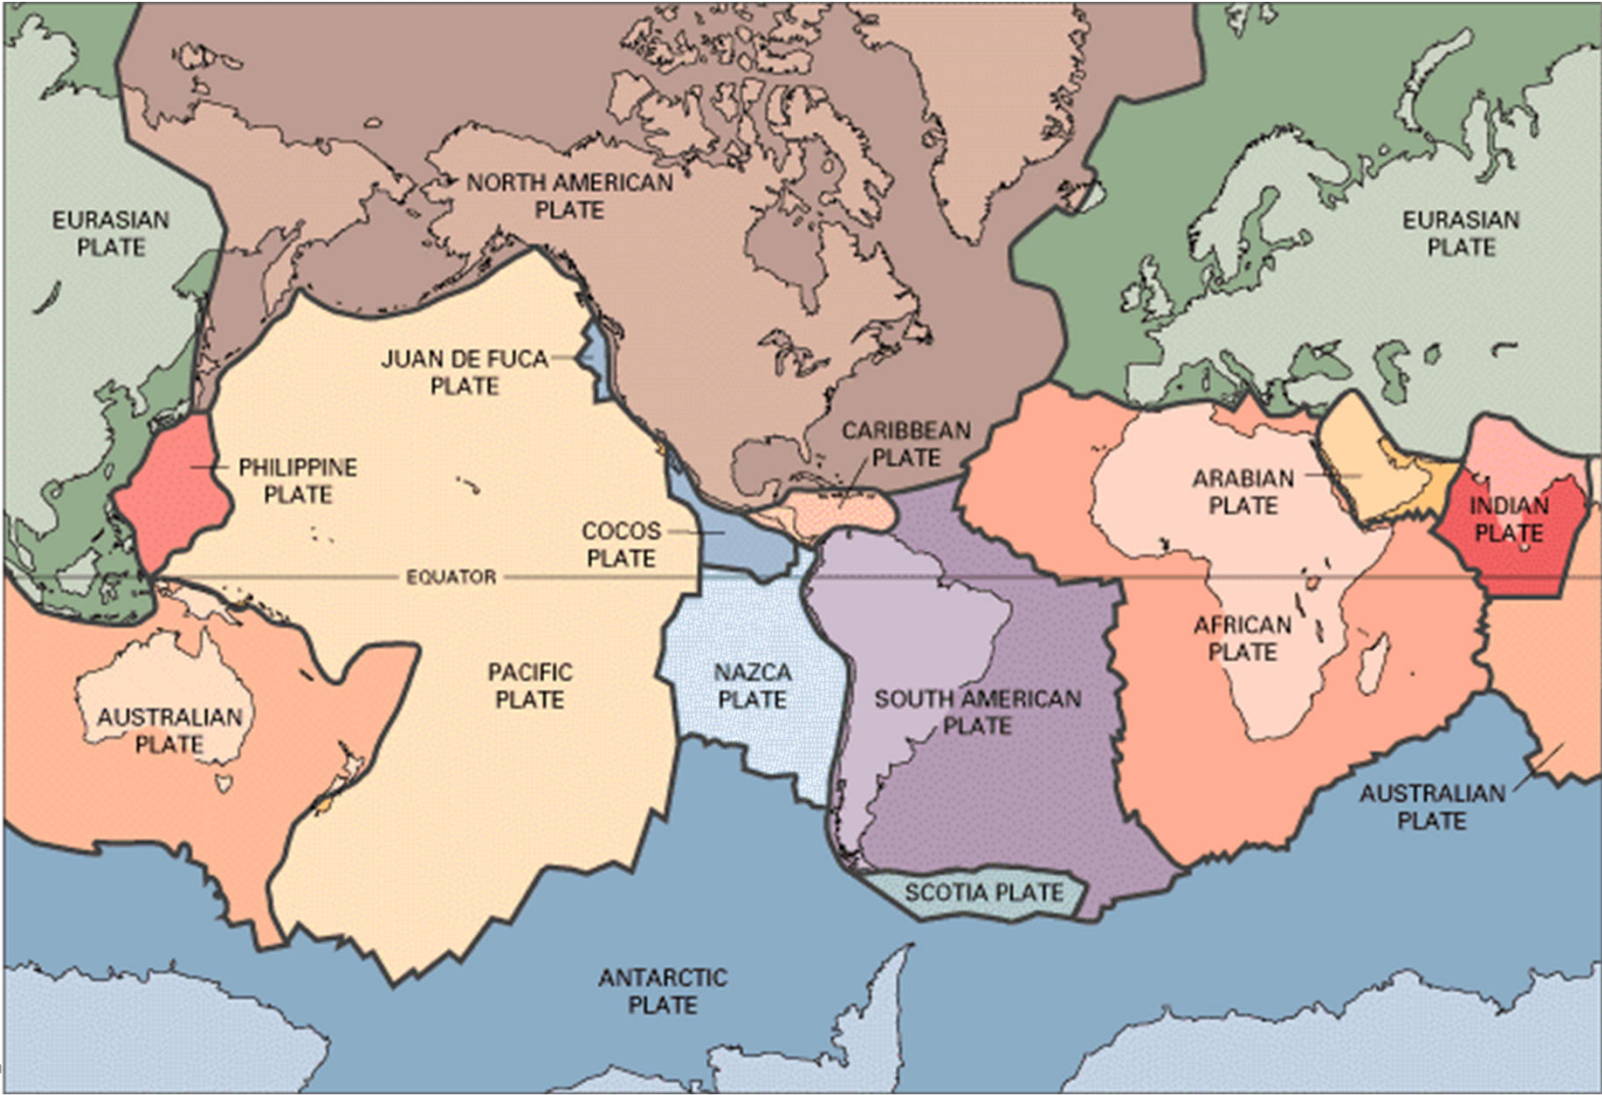 NORTH AMERICAN
PLATE
EURASIAN
PLATE
EURASIAN
PLATE
JUAN DE FUCA
PLATE
CARIBBEAN
PLATE
PHILIPPINE
PLATE
ARABIAN
PLATE
INDIAN
PLATE
COCOS
PLATE
EQUATOR
AFRICAN
PLATE
PACIFIC
PLATE
NAZCA
PLATE
SOUTH AMERICAN
PLATE
AUSTRALIAN
PLATE
AUSTRALIAN
PLATE
SCOTIA PLATE
ANTARCTIC
PLATE